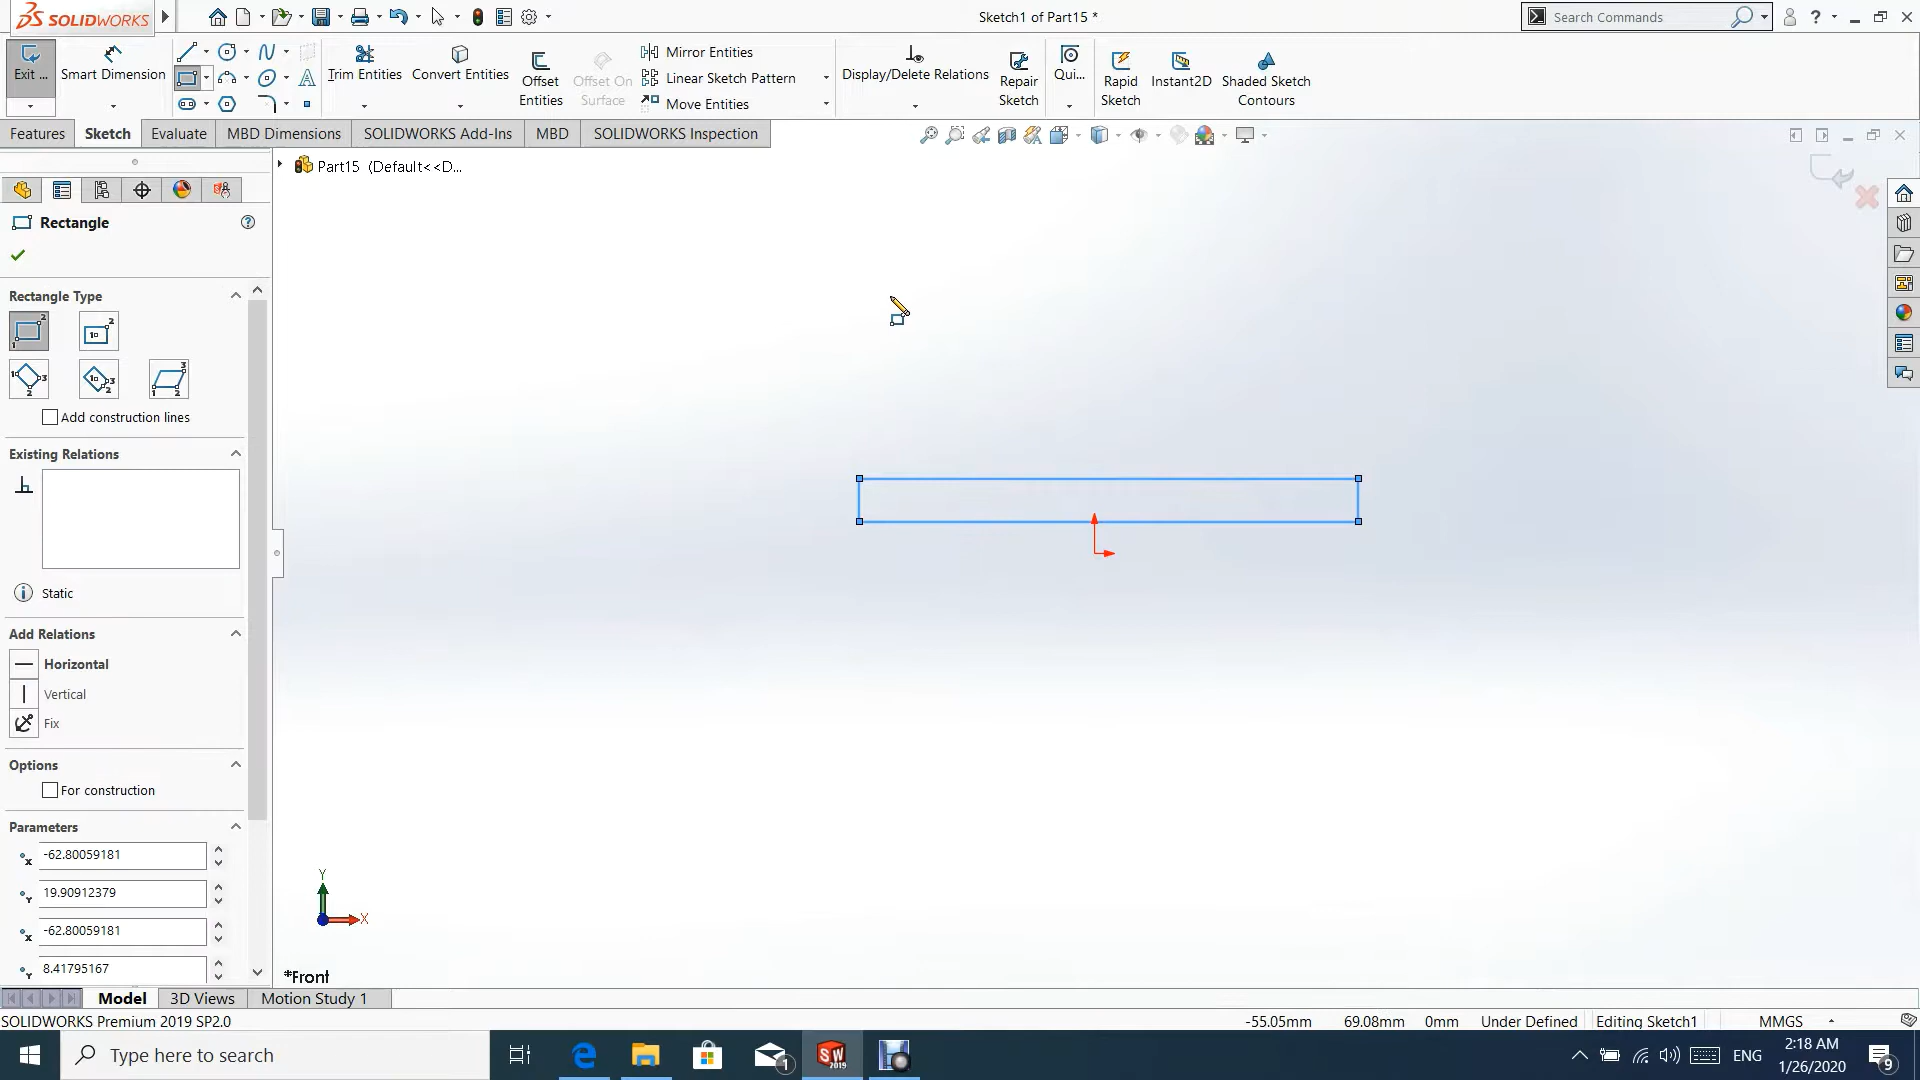 SOLIDWORKS
Sketch1 of Part15 *
Search Commands
Exit ...
Smart Dimension
Trim Entities
Convert Entities
Offset
Entities
Offset On
Surface
Mirror Entities
Linear Sketch Pattern
Move Entities
Display/Delete Relations
Repair
Sketch
Qui...
Rapid
Sketch
Instant2D
Shaded Sketch
Contours
Features
Sketch
Evaluate
MBD Dimensions
SOLIDWORKS Add-Ins
MBD
SOLIDWORKS Inspection
Part15 (Default<<D...
Rectangle
Rectangle Type
Add construction lines
Existing Relations
Static
Add Relations
Horizontal
Vertical
Fix
Options
For construction
Parameters
-62.80059181
19.90912379
-62.80059181
8.41795167
Y
X
*Front
Model
3D Views
Motion Study 1
SOLIDWORKS Premium 2019 SP2.0
-55.05mm
69.08mm
0mm
Under Defined
Editing Sketch1
MMGS
Type here to search
1
SW
2019
ENG
2:18 AM
1/26/2020
9